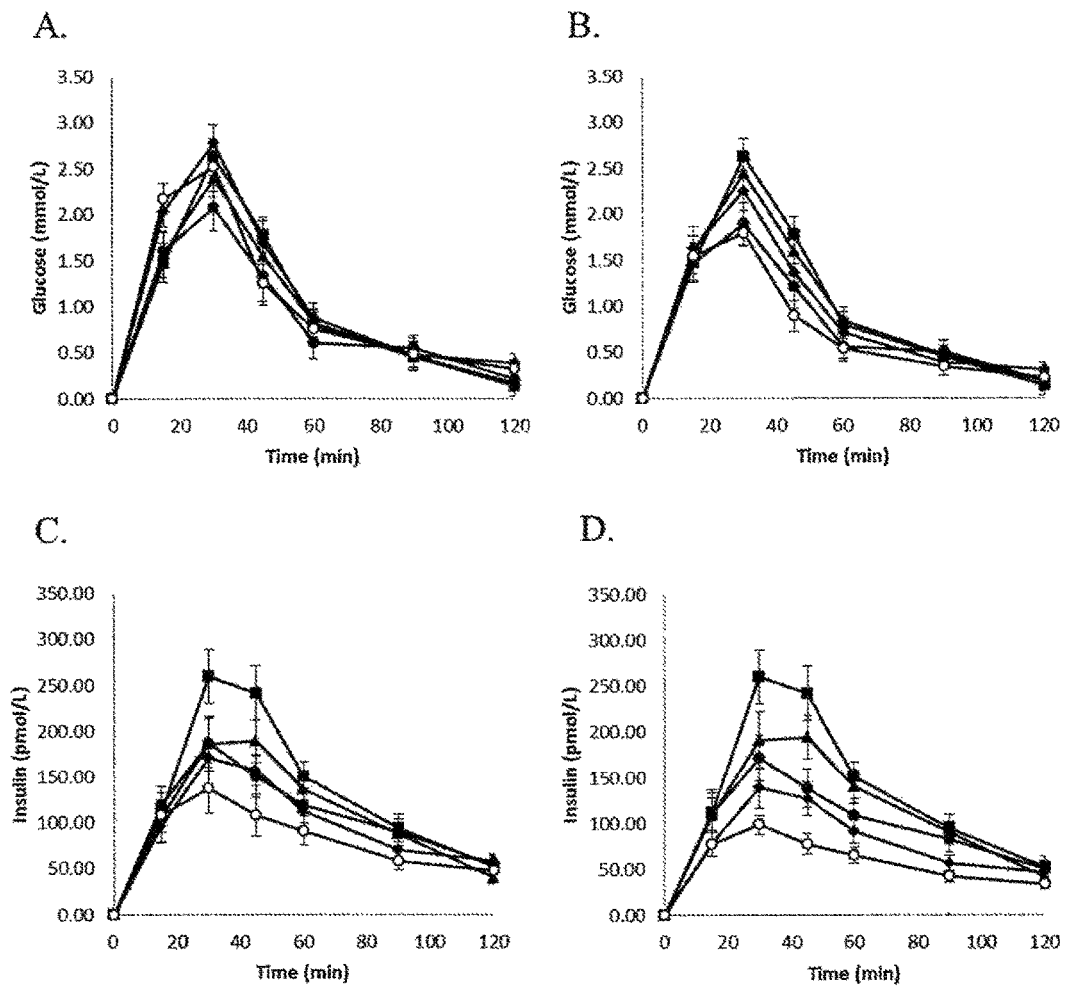 A.
B.
3.50
3.00
2.50
2.00
1.50
1.00
0.50
0.00
Glucose (mmol/L)
0 20 40 60 80 100 120
Time (min)
3.50
3.00
2.50
2.00
1.50
1.00
0.50
0.00
Glucose (mmol/L)
0 20 40 60 80 100 120
Time (min)
C.
D.
350.00
300.00
250.00
200.00
150.00
100.00
50.00
0.00
Insulin (pmol/L)
0 20 40 60 80 100 120
Time (min)
350.00
300.00
250.00
200.00
150.00
100.00
50.00
0.00
Insulin (pmol/L)
0 20 40 60 80 100 120
Time (min)